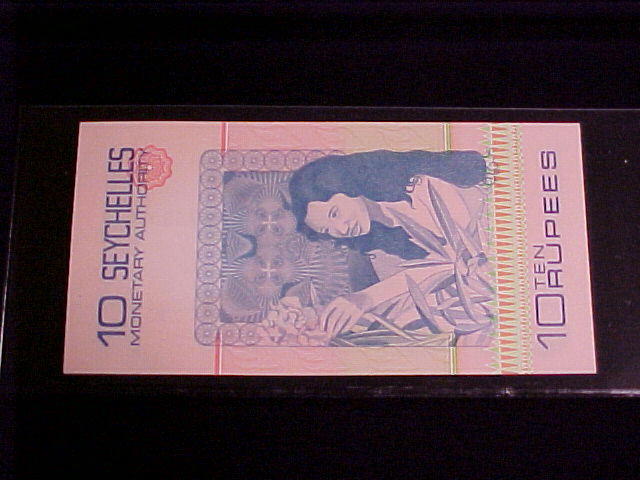 10 SEYCHELLES
MONETARY AUTHORITY
TEN
10 RUPEES